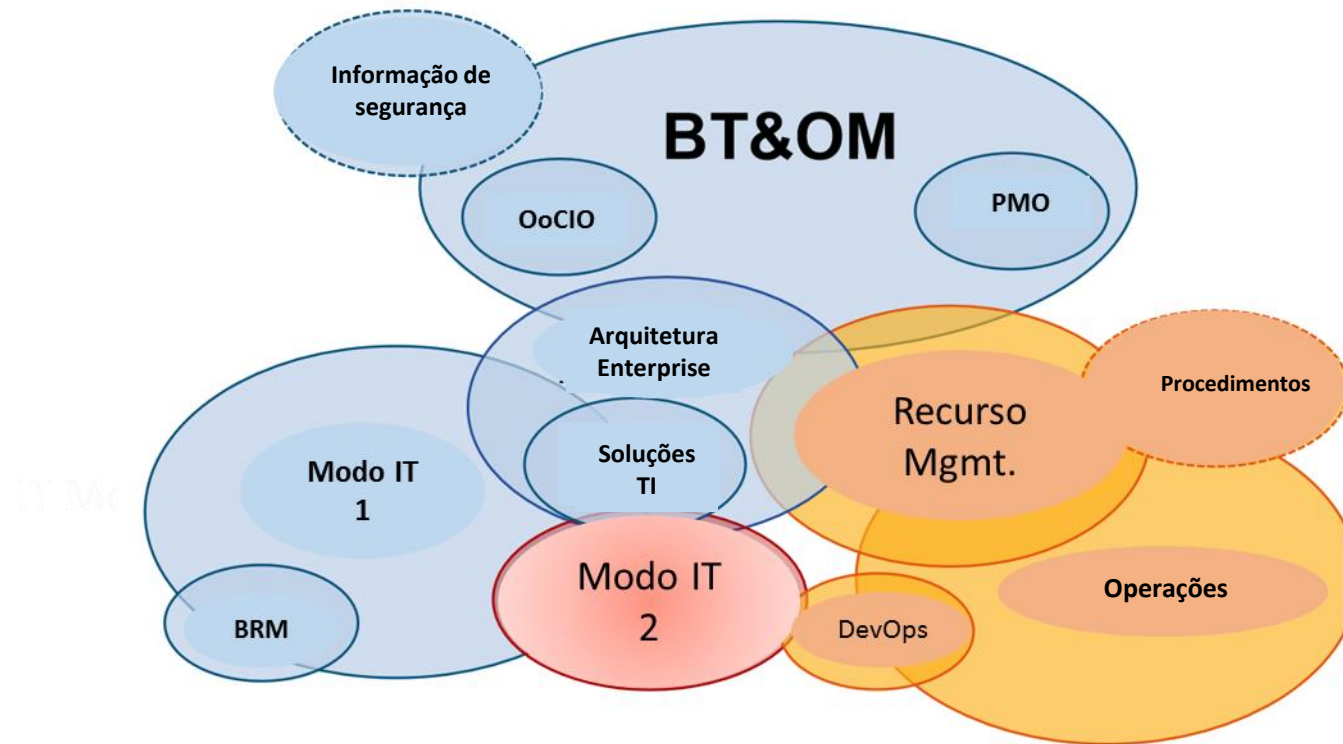 Informação de
segurança
BT&OM
OoCIO
PMO
Arquitetura
Enterprise
Procedimentos
Recurso
Mgmt.
Soluções
TI
Modo IT
1
Modo IT
2
Operações
BRM
DevOps